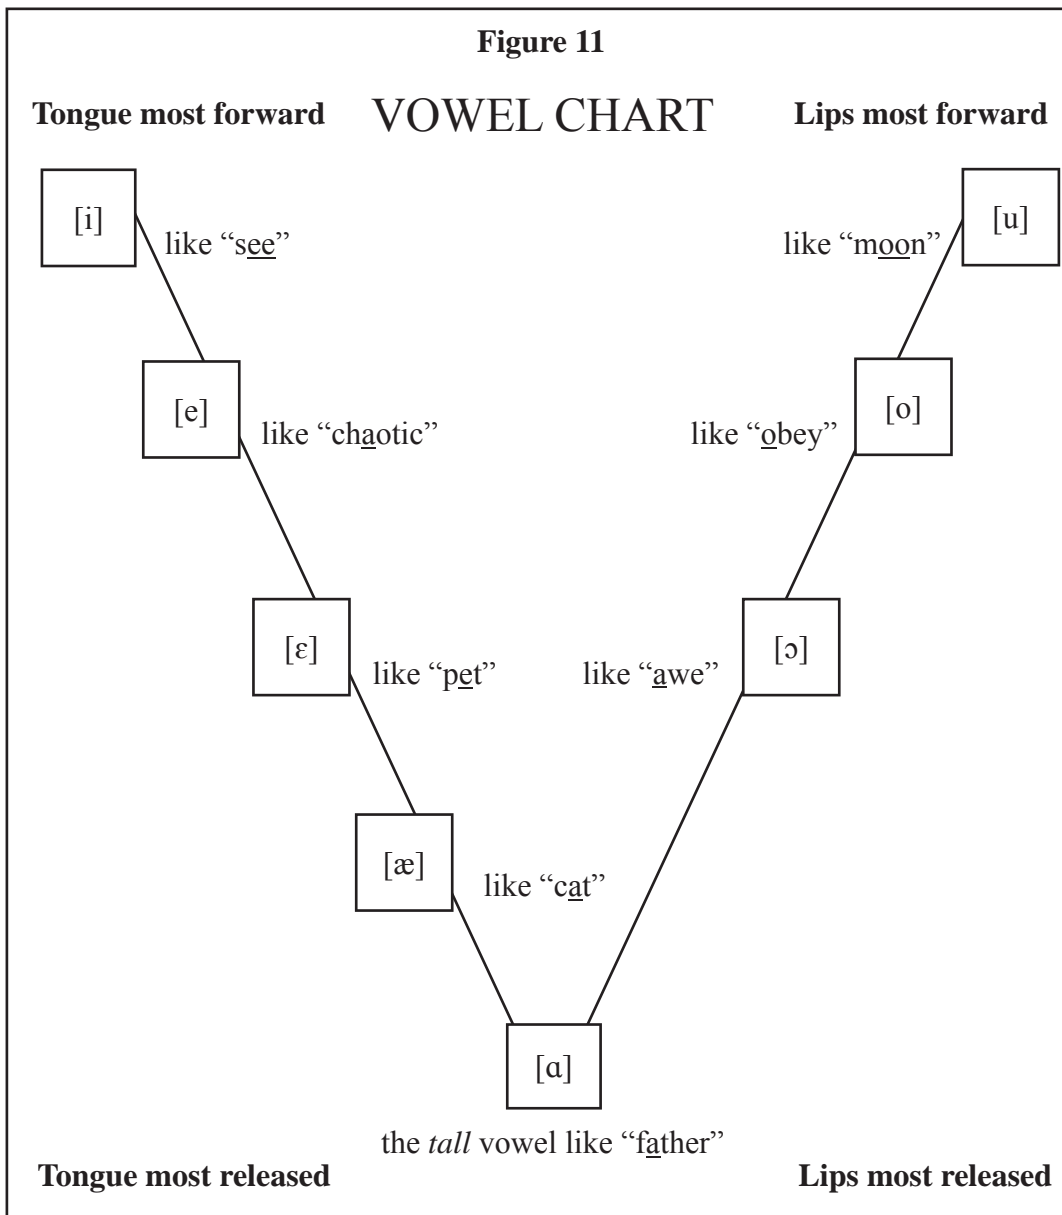 Figure 11
Tongue most forward VOWEL CHART Lips most forward
[i] [u]
like “see” like “moon”
[e] [o]
like “chaotic” like “obey”
[ɛ] [ɔ]
like “pet” like “awe”
[æ]
like “cat”
[ɑ]
the tall vowel like “father”
Tongue most released Lips most released